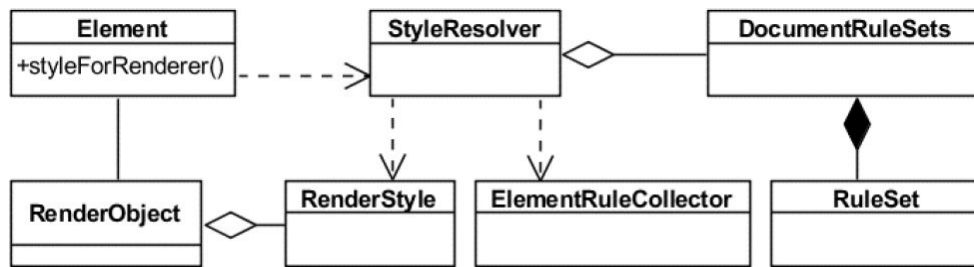 Element
+styleForRenderer()
StyleResolver
DocumentRuleSets
RenderObject
RenderStyle
ElementRuleCollector
RuleSet